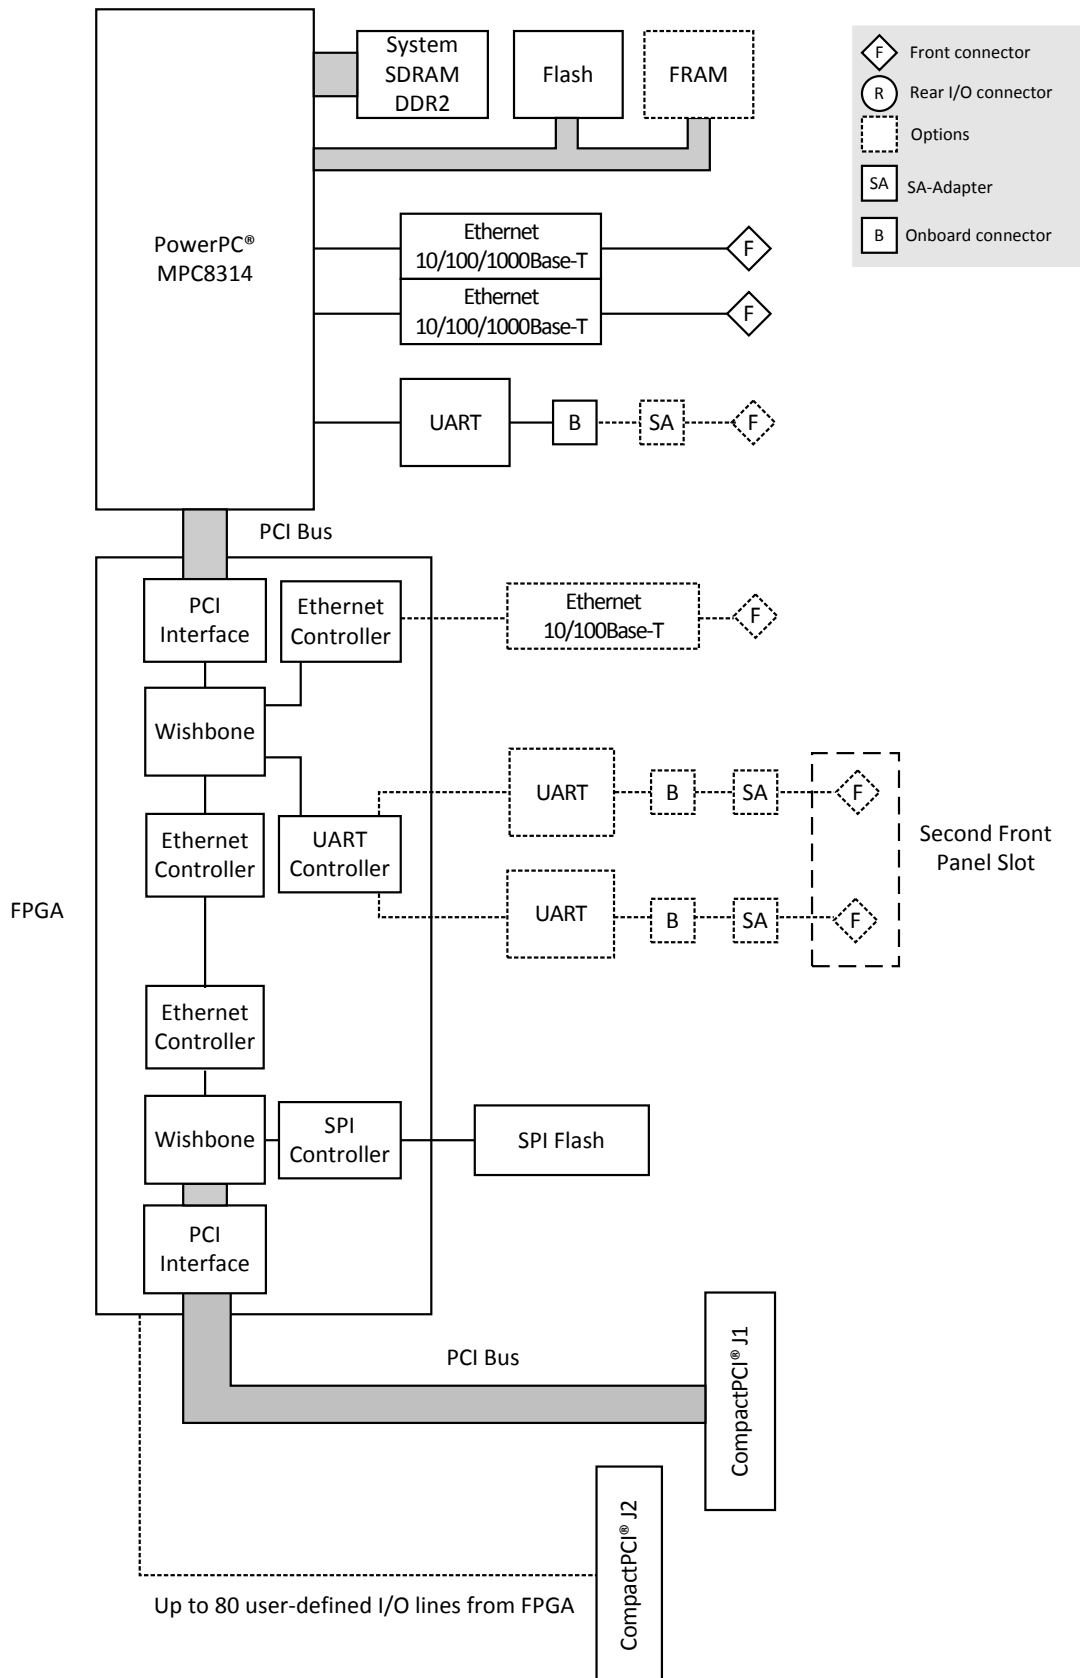 System
SDRAM
DDR2
Flash
FRAM
F
Front connector
R
Rear I/O connector
Options
SA
SA-Adapter
B
Onboard connector
PowerPC®
MPC8314
Ethernet
10/100/1000Base-T
F
Ethernet
10/100/1000Base-T
F
UART
B
SA
F
PCI Bus
PCI
Interface
Ethernet
Controller
Ethernet
10/100Base-T
F
Wishbone
UART
B
SA
F
Ethernet
Controller
UART
Controller
Second Front
Panel Slot
FPGA
UART
B
SA
F
Ethernet
Controller
Wishbone
SPI
Controller
SPI Flash
PCI
Interface
PCI Bus
CompactPCI® J1
CompactPCI® J2
Up to 80 user-defined I/O lines from FPGA